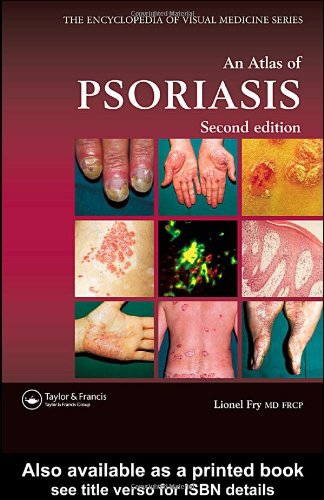 THE ENCYCLOPEDIA OF VISUAL MEDICINE SERIES
An Atlas of
PSORIASIS
Second edition
Taylor & Francis
Taylor & Francis Group
Lionel Fry MD FRCP
Also available as a printed book
see title verso for ISBN details